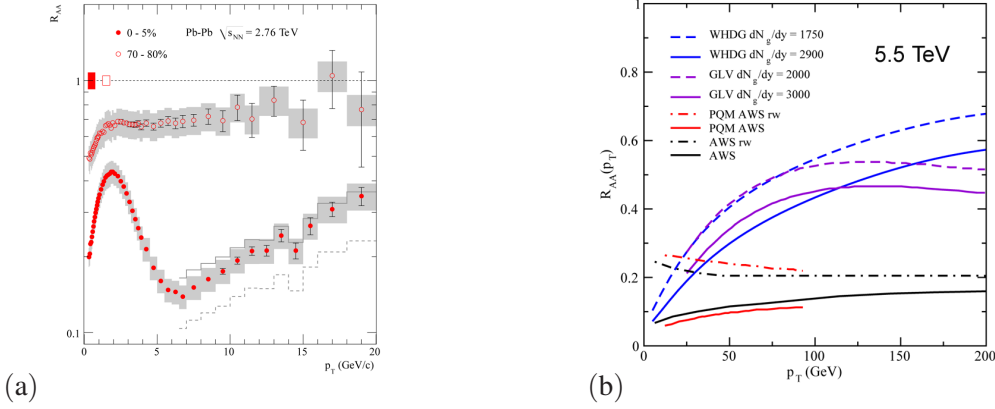 R_AA
0 - 5%
Pb-Pb √s_NN = 2.76 TeV
70 - 80%
1
0.1
0
5
10
15
20
p_T (GeV/c)
(a)
WHDG dN_g/dy = 1750
WHDG dN_g/dy = 2900
GLV dN_g/dy = 2000
GLV dN_g/dy = 3000
PQM AWS rw
PQM AWS
AWS rw
AWS
5.5 TeV
R_AA(p_T)
1
0.8
0.6
0.4
0.2
0
0
50
100
150
200
p_T (GeV)
(b)